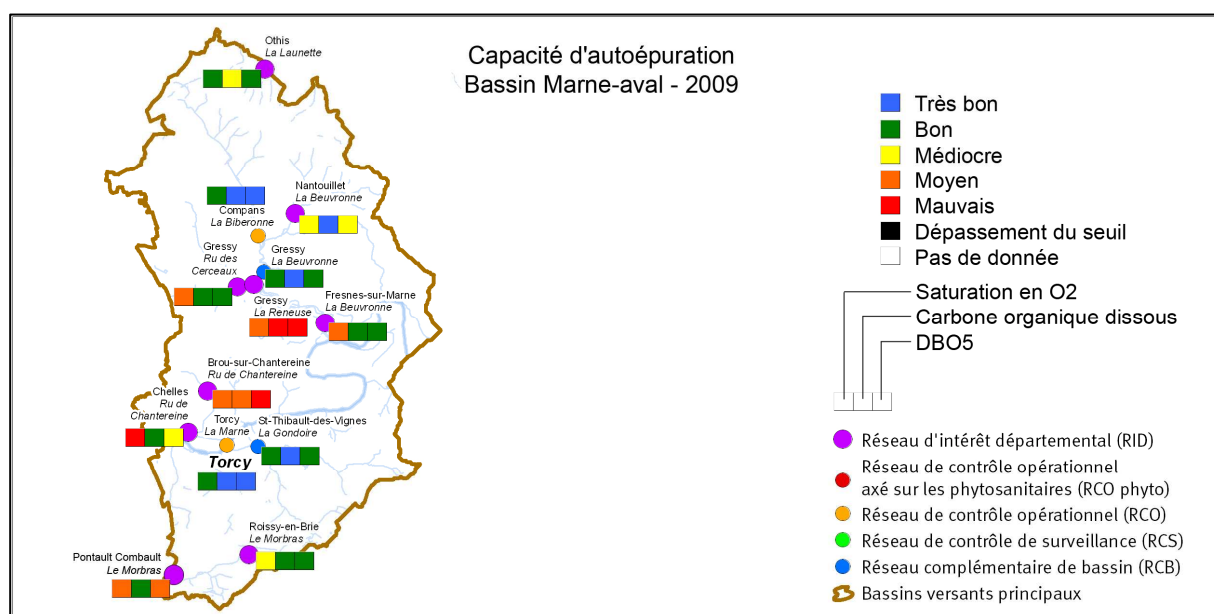 Capacité d'autoépuration
Bassin Marne-aval - 2009
Othis
La Launette
Nantouillet
La Beuvronne
Compans
La Biberonne
Gressy
Ru des
Cerceaux
Gressy
La Beuvronne
Gressy
La Reneuse
Fresnes-sur-Marne
La Beuvronne
Brou-sur-Chantereine
Ru de Chantereine
Chelles
Ru de
Chantereine
Torcy
La Marne
St-Thibault-des-Vignes
La Gondoire
Torcy
Roissy-en-Brie
Le Morbras
Pontault Combault
Le Morbras
Très bon
Bon
Médiocre
Moyen
Mauvais
Dépassement du seuil
Pas de donnée
Saturation en O2
Carbone organique dissous
DBO5
Réseau d'intérêt départemental (RID)
Réseau de contrôle opérationnel
axé sur les phytosanitaires (RCO phyto)
Réseau de contrôle opérationnel (RCO)
Réseau de contrôle de surveillance (RCS)
Réseau complémentaire de bassin (RCB)
Bassins versants principaux